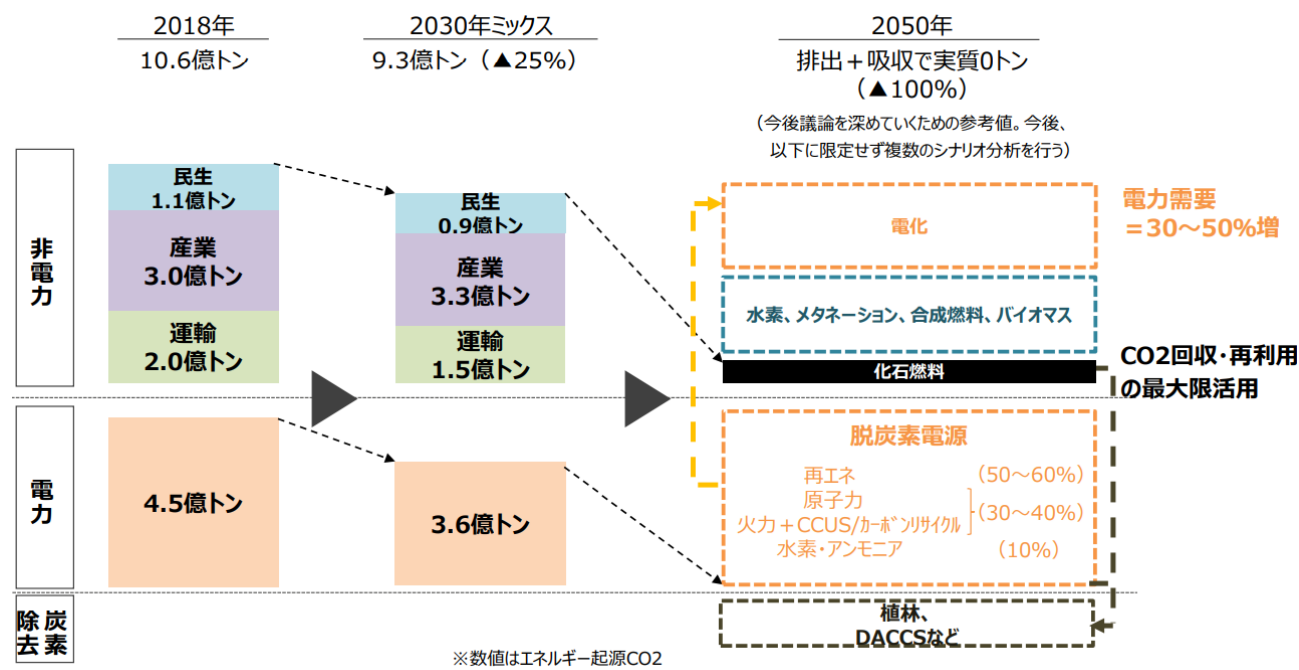 2018年
10.6億トン
2030年ミックス
9.3億トン（▲25%）
2050年
排出＋吸収で実質0トン
（▲100%）
（今後議論を深めていくための参考値。今後、
以下に限定せず複数のシナリオ分析を行う）
非電力
民生
1.1億トン
産業
3.0億トン
運輸
2.0億トン
民生
0.9億トン
産業
3.3億トン
運輸
1.5億トン
電化
電力需要
＝30～50%増
水素、メタネーション、合成燃料、バイオマス
化石燃料
CO2回収・再利用
の最大限活用
電力
4.5億トン
3.6億トン
脱炭素電源
再エネ （50～60%）
原子力
火力＋CCUS/カーボンリサイクル （30～40%）
水素・アンモニア （10%）
炭素除去
植林、
DACCSなど
※数値はエネルギー起源CO2